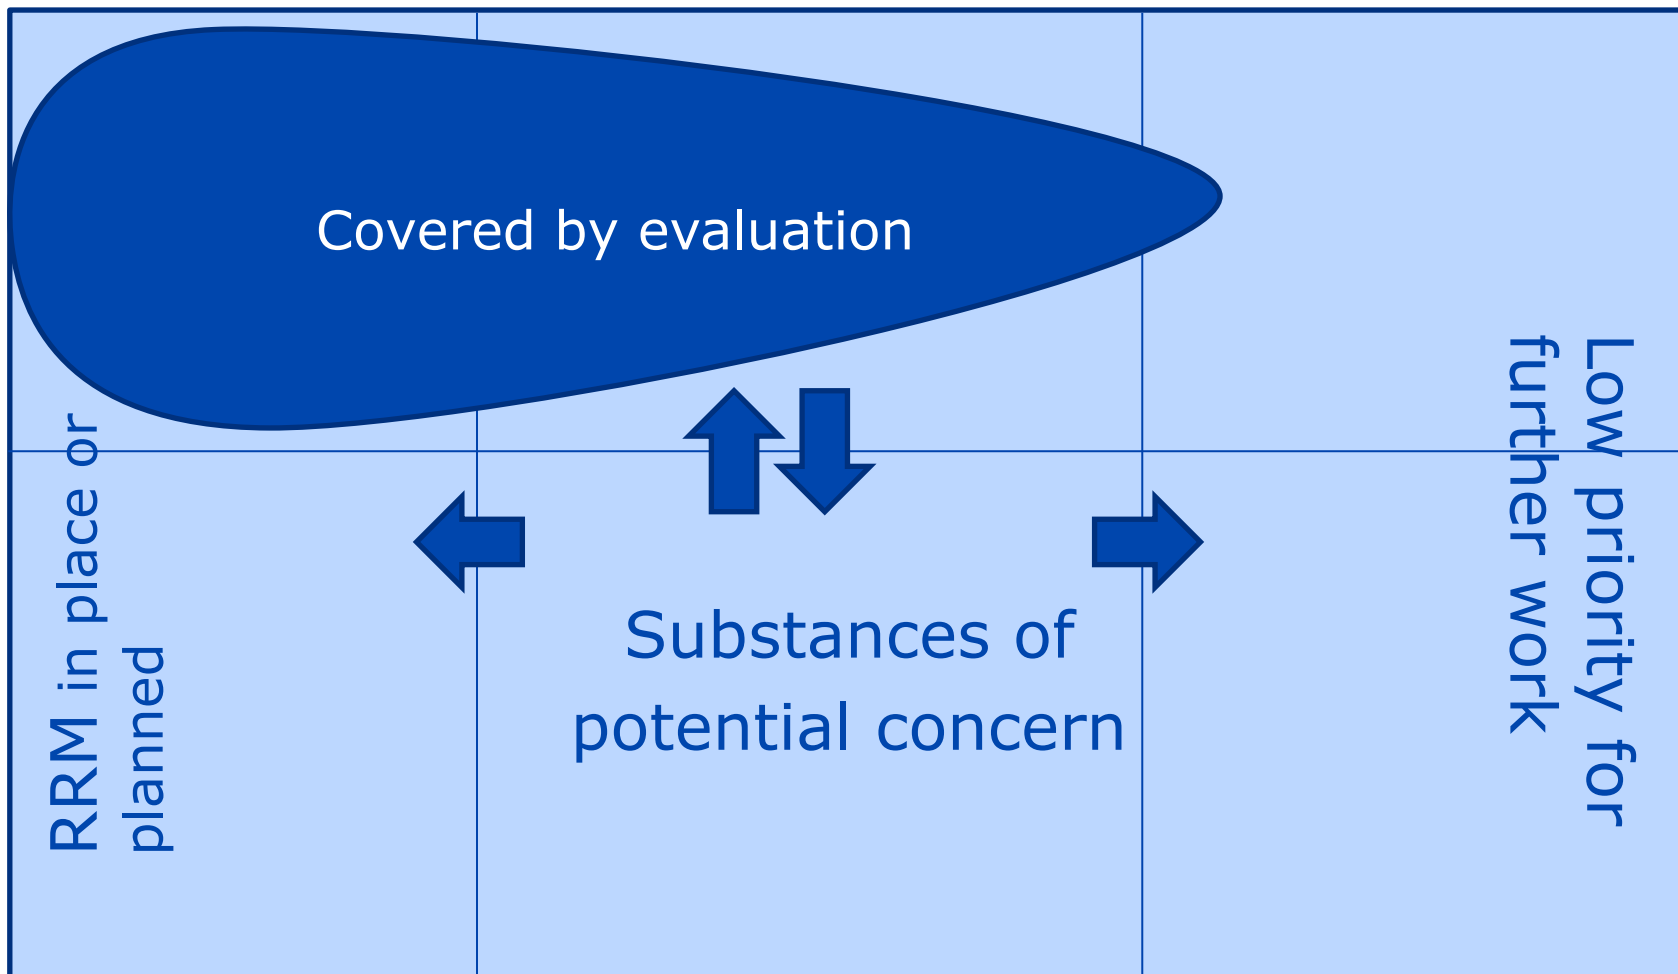 Covered by evaluation
RRM in place or
planned
Substances of
potential concern
Low priority for
further work